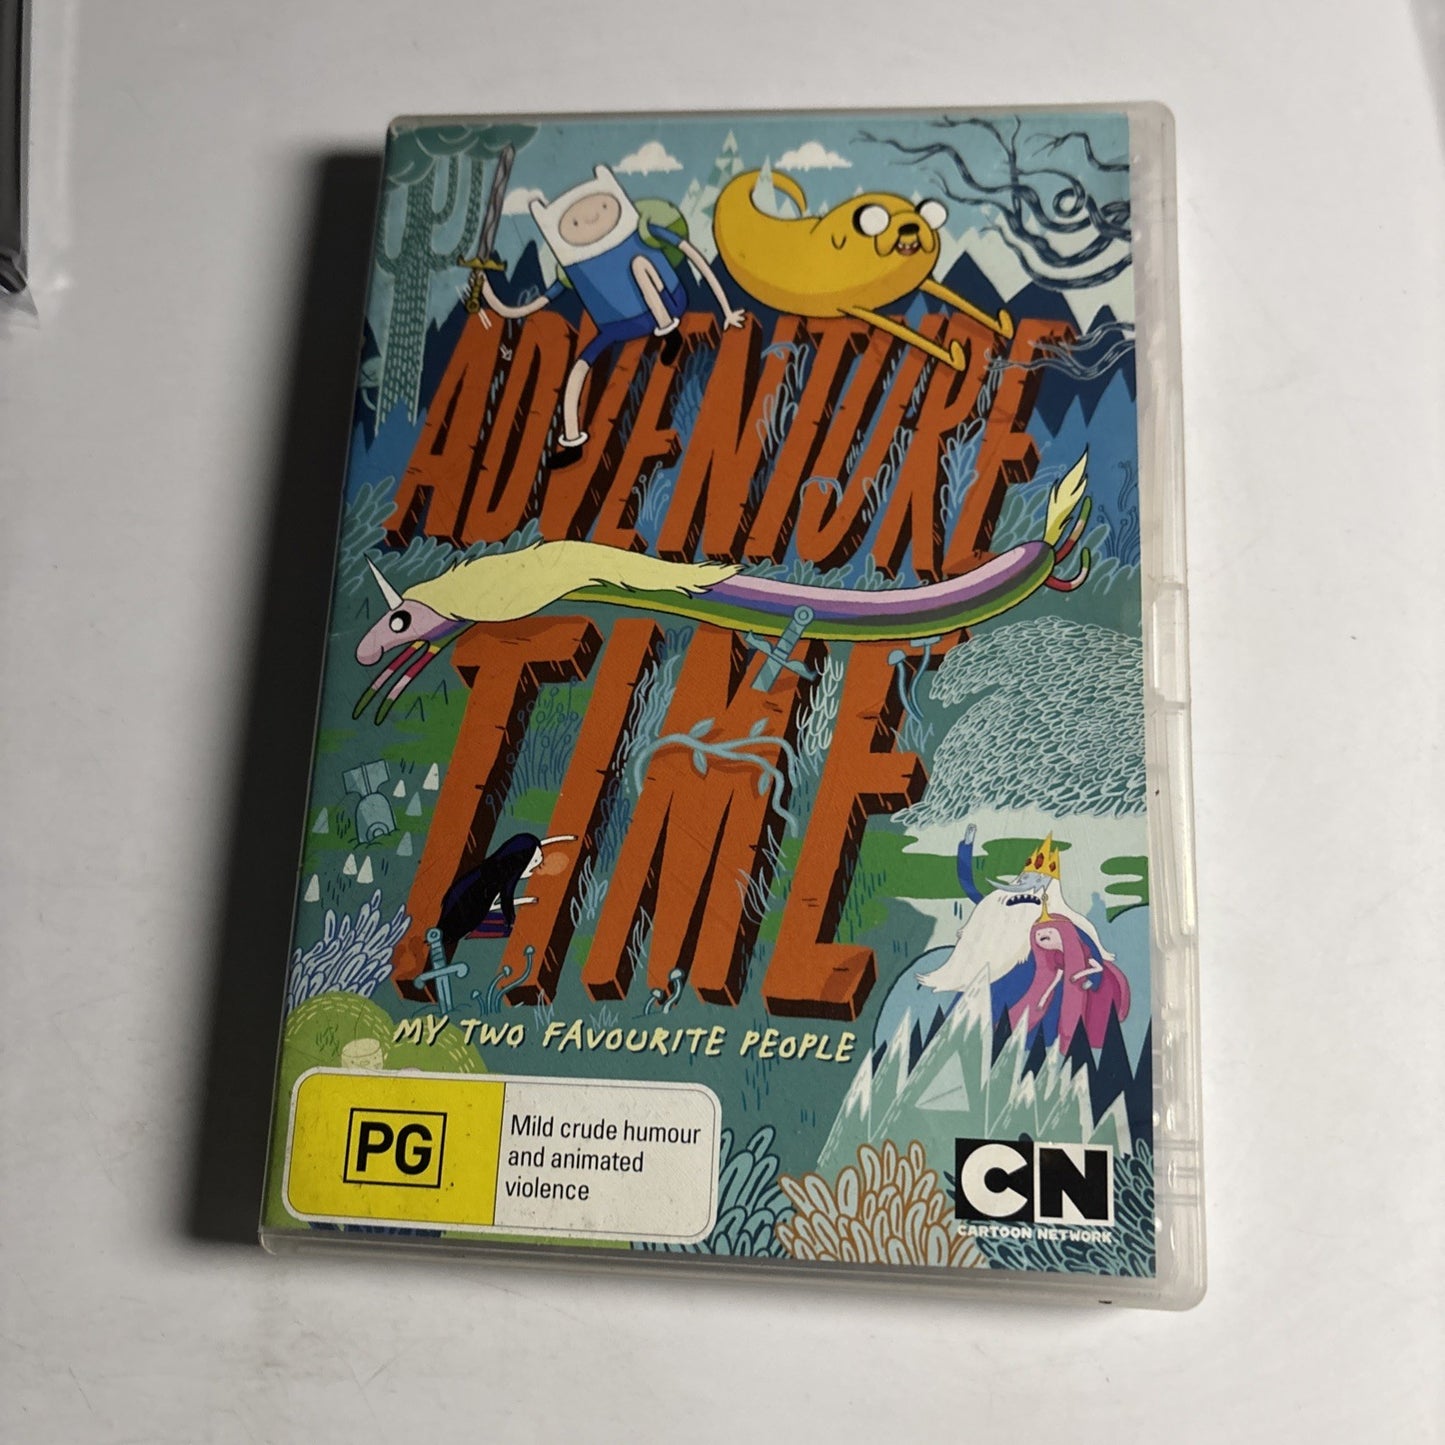 ADVENTURE
TIME
MY TWO FAVOURITE PEOPLE
PG
Mild crude humour
and animated
violence
CN
CARTOON NETWORK